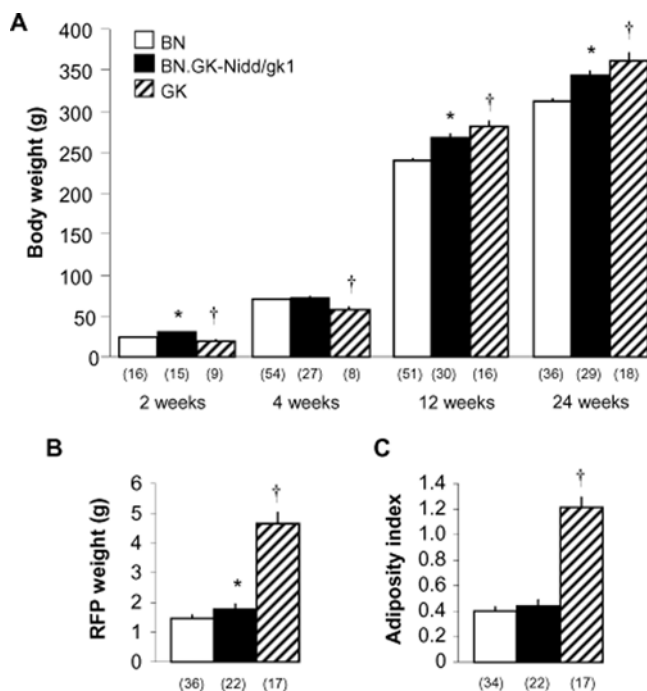 A
Body weight (g)
400
350
300
250
200
150
100
50
0
BN
BN.GK-Nidd/gk1
GK
* †
†
* †
* †
(16) (15) (9) (54) (27) (8) (51) (30) (16) (36) (29) (18)
2 weeks 4 weeks 12 weeks 24 weeks
B
RFP weight (g)
6
5
4
3
2
1
0
* †
(36) (22) (17)
C
Adiposity index
1.4
1.2
1.0
0.8
0.6
0.4
0.2
0
†
(34) (22) (17)